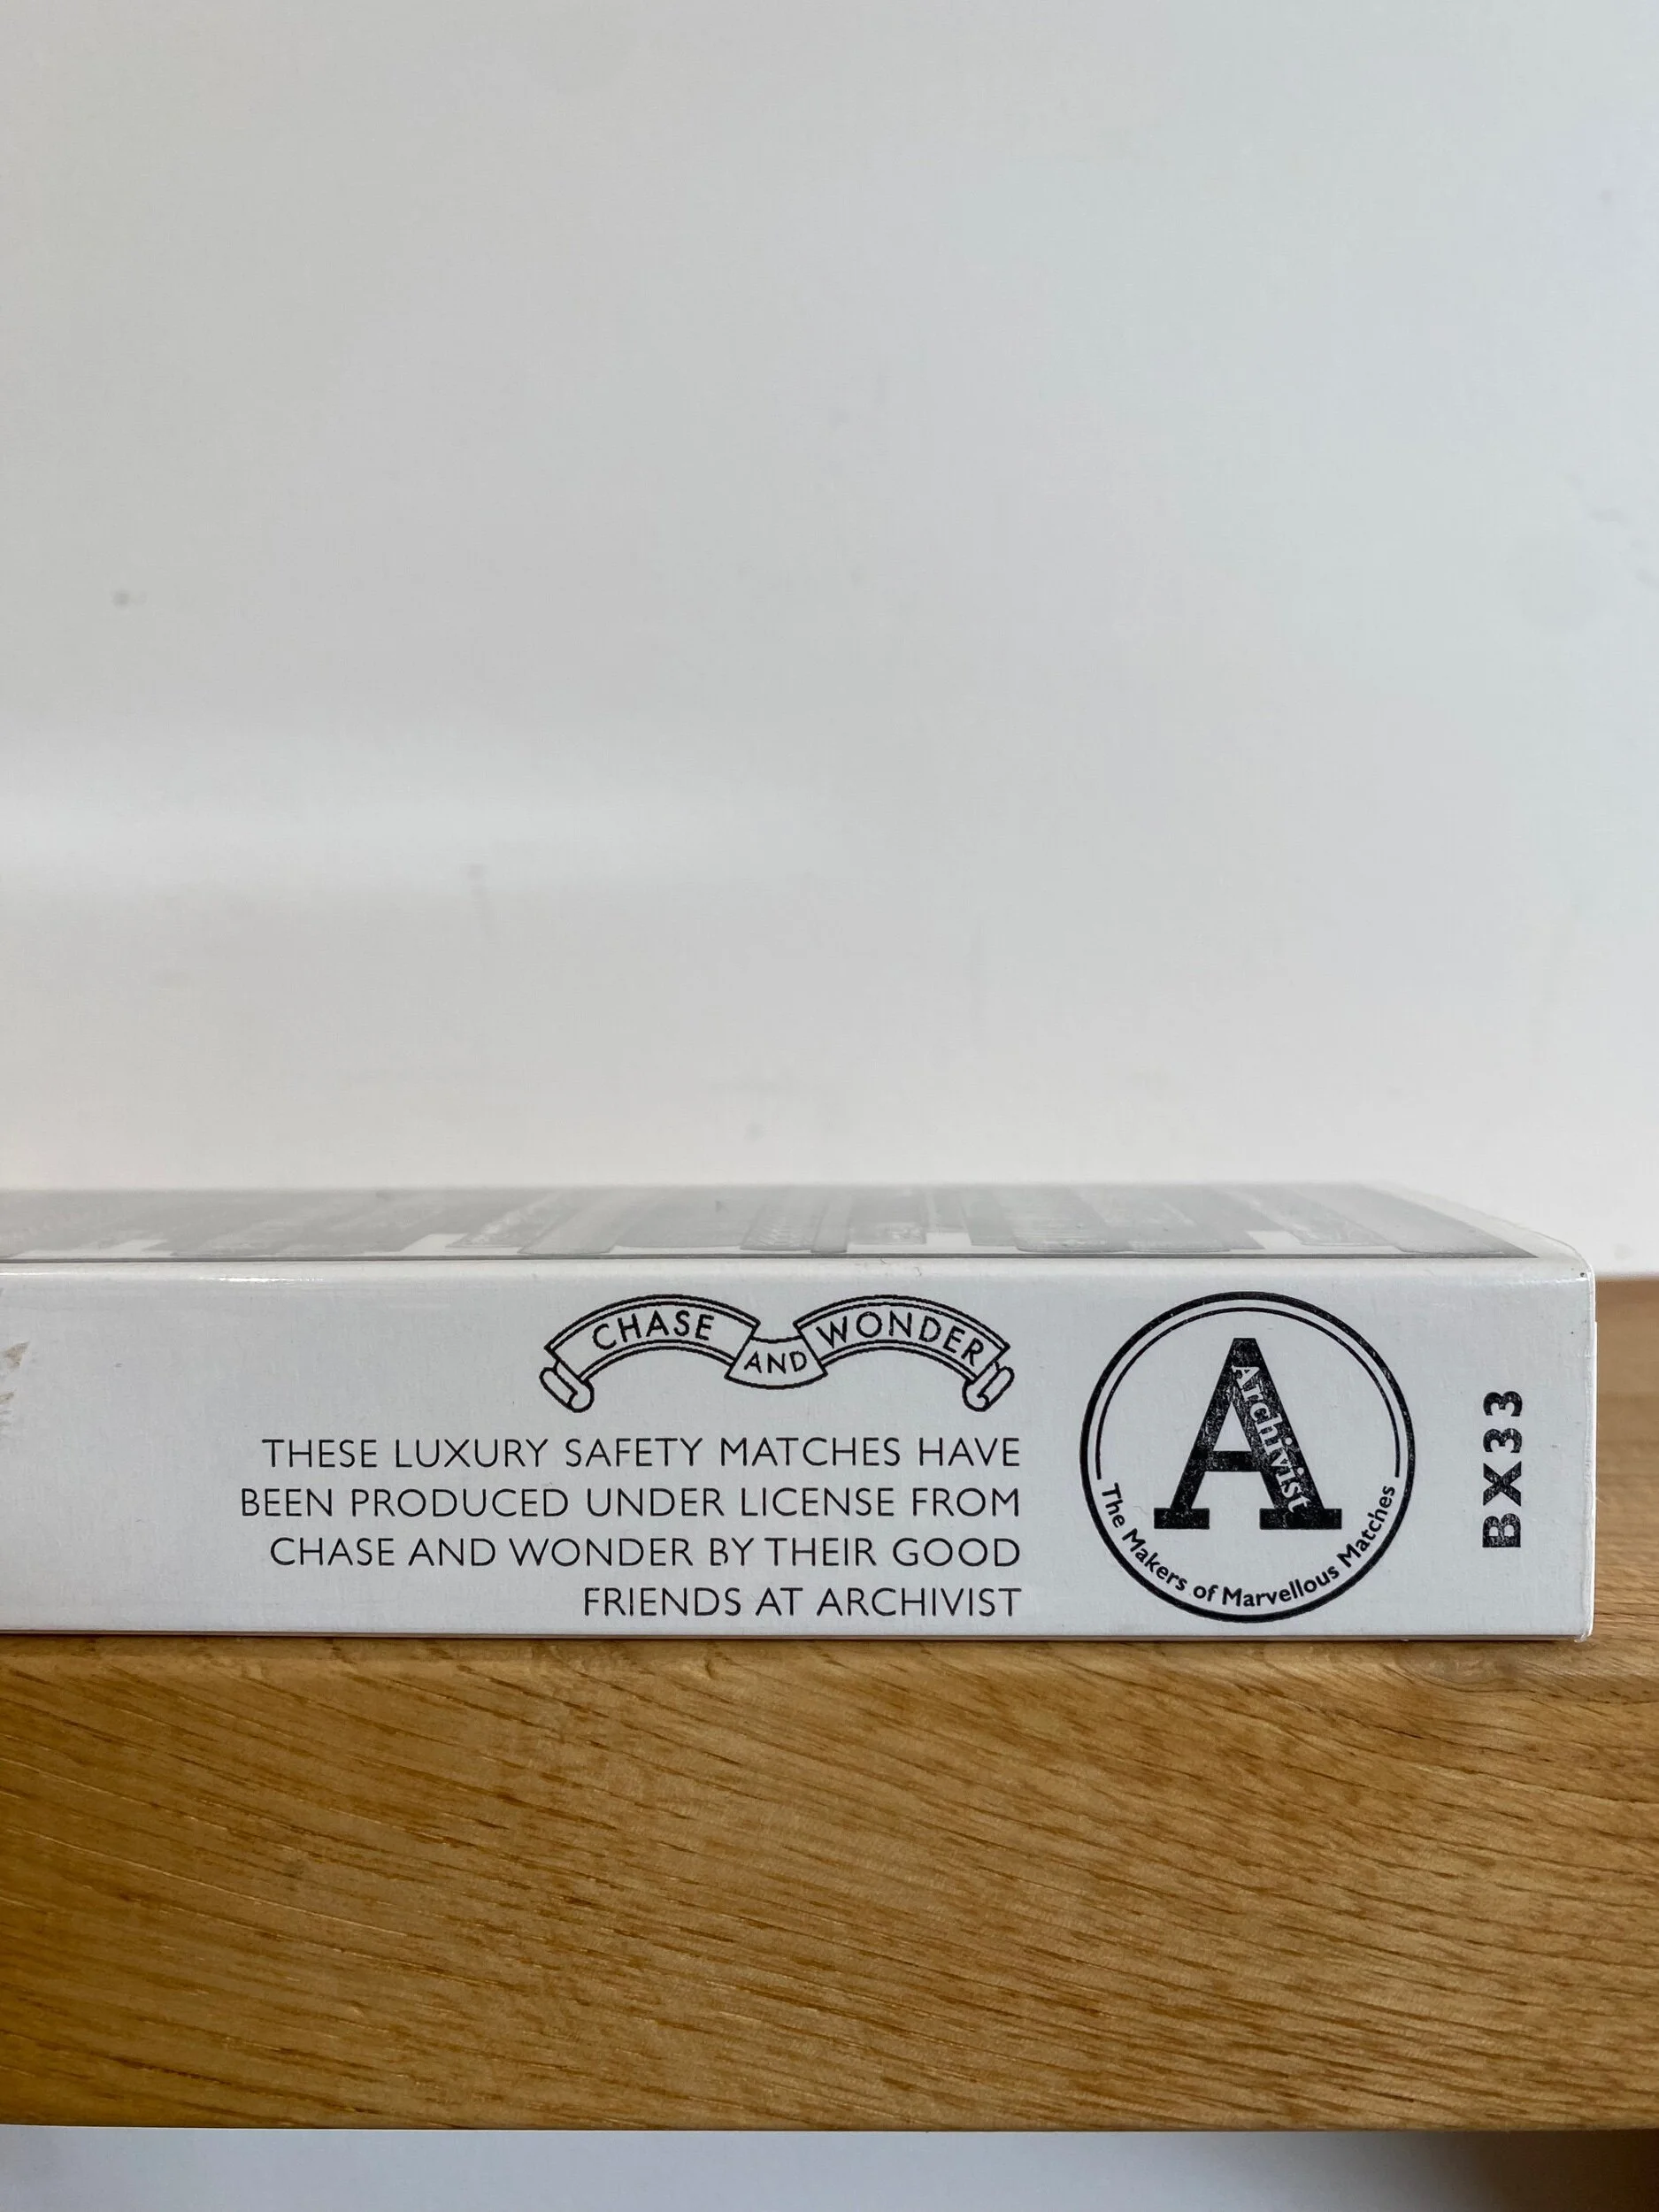 CHASE AND WONDER
THESE LUXURY SAFETY MATCHES HAVE
BEEN PRODUCED UNDER LICENSE FROM
CHASE AND WONDER BY THEIR GOOD
FRIENDS AT ARCHIVIST
A
Archivist
The Makers of Marvellous Matches
BX33